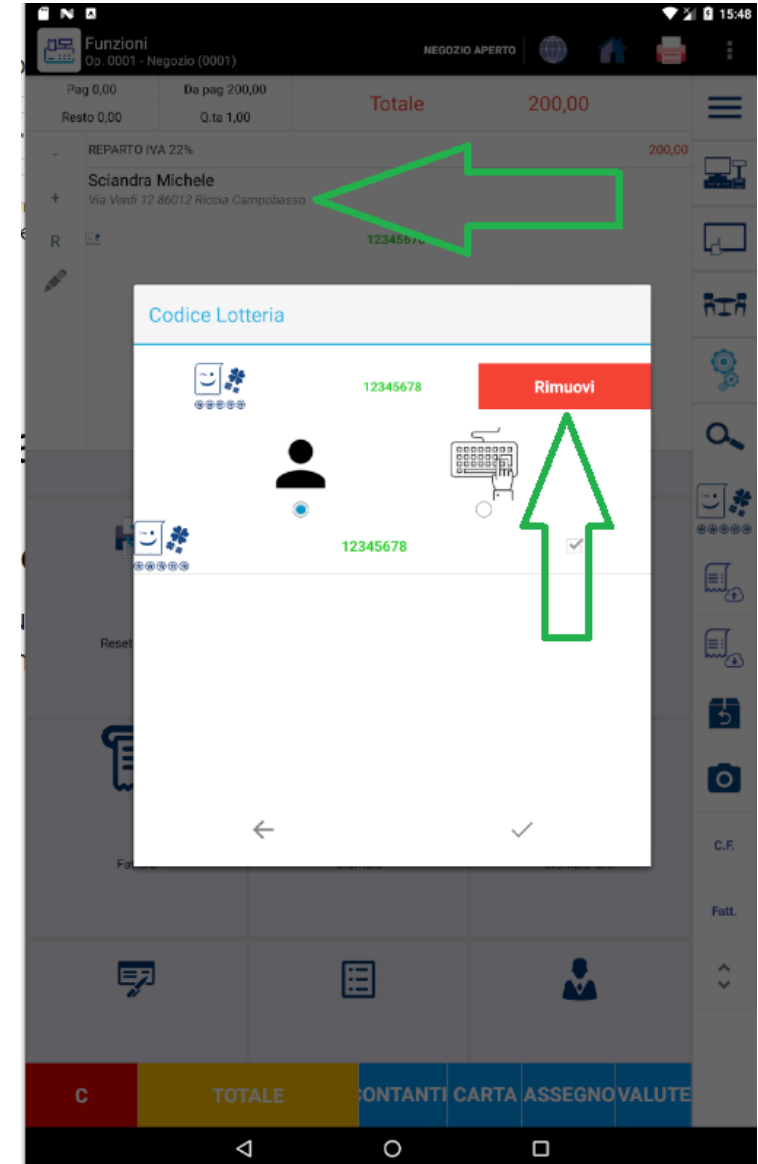 15:48
Funzioni
Op. 0001 - Negozio (0001)
NEGOZIO APERTO
Pag 0,00
Da pag 200,00
Totale
200,00
Resto 0,00
Q.ta 1,00
-
REPARTO IVA 22%
200,00
Sciandra Michele
+
Via Verdi 12 86012 Riccia Campobasso
R
12345678
Codice Lotteria
12345678
Rimuovi
12345678
Reset
C.F.
Fatt.
C
TOTALE
CONTANTI
CARTA
ASSEGNO
VALUTE